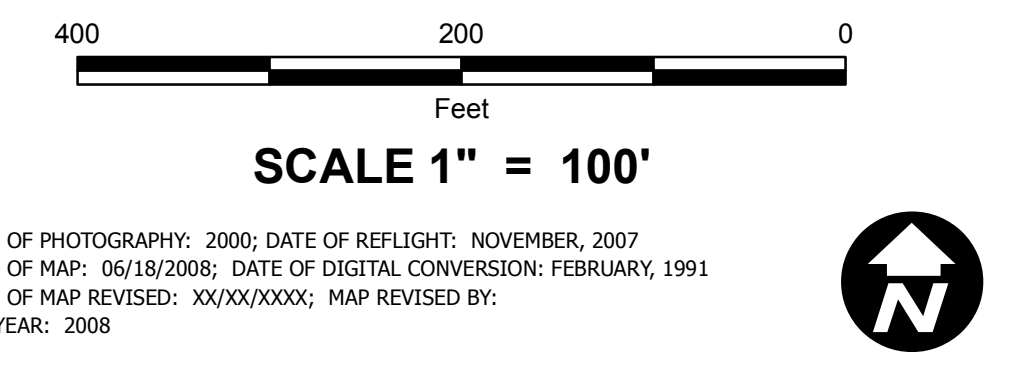 400 200 0
Feet
SCALE 1" = 100'
OF PHOTOGRAPHY: 2000; DATE OF REFLIGHT: NOVEMBER, 2007
OF MAP: 06/18/2008; DATE OF DIGITAL CONVERSION: FEBRUARY, 1991
OF MAP REVISED: XX/XX/XXXX; MAP REVISED BY:
YEAR: 2008
N